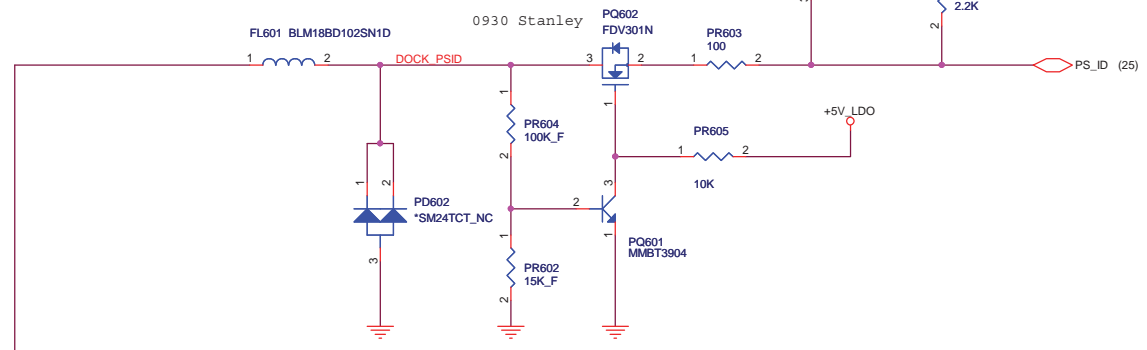 0930 Stanley
PQ602
FDV301N
2.2K
2
FL601 BLM18BD102SN1D
PR603
100
1 2
DOCK_PSID
3 2
1 2
PS_ID (25)
1
1
+5V_LDO
PR604
100K_F
PR605
2
1 2
10K
1 2
3
PD602
*SM24TCT_NC
2
1
1
PQ601
MMBT3904
3
PR602
15K_F
2